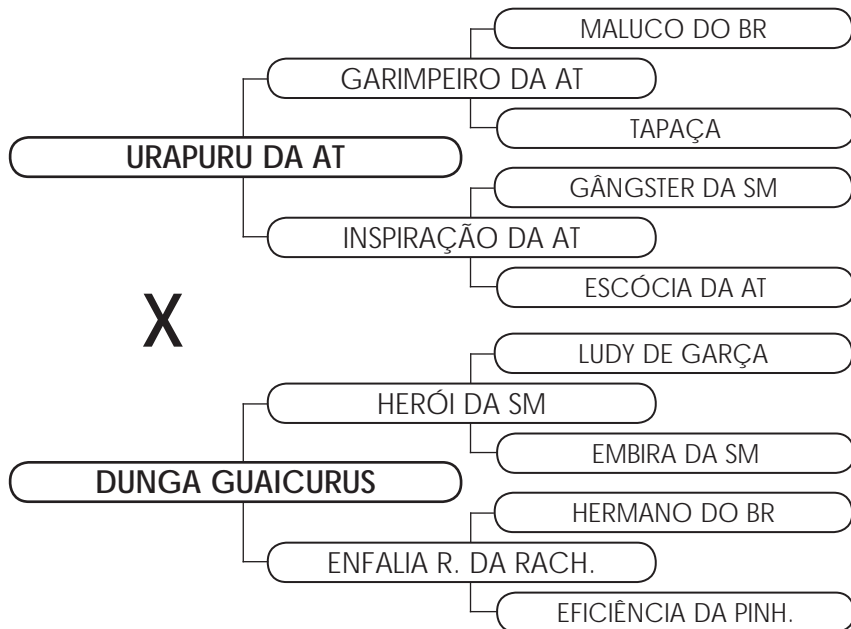 MALUCO DO BR
GARIMPEIRO DA AT
TAPAÇA
URAPURU DA AT
GÂNGSTER DA SM
INSPIRAÇÃO DA AT
ESCÓCIA DA AT
X
LUDY DE GARÇA
HERÓI DA SM
EMBIRA DA SM
DUNGA GUAICURUS
HERMANO DO BR
ENFALIA R. DA RACH.
EFICIÊNCIA DA PINH.